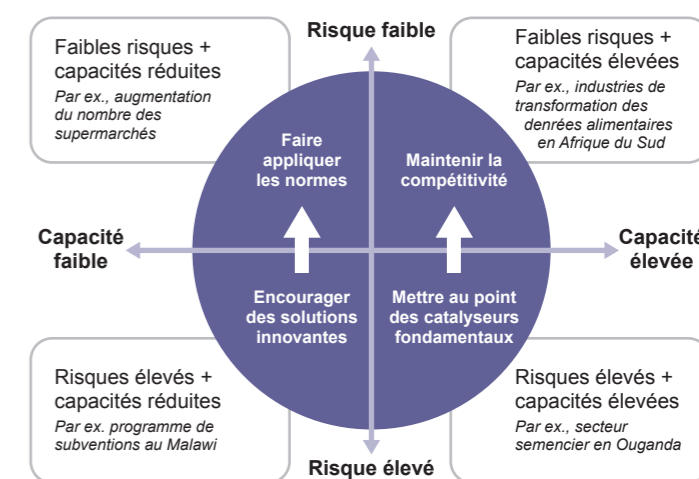 Risque faible
Faibles risques +
capacités réduites
Par ex., augmentation
du nombre des
supermarchés
Faibles risques +
capacités élevées
Par ex., industries de
transformation des
denrées alimentaires
en Afrique du Sud
Faire
appliquer
les normes
Maintenir la
compétitivité
Capacité
faible
Capacité
élevée
Encourager
des solutions
innovantes
Mettre au point
des catalyseurs
fondamentaux
Risques élevés +
capacités réduites
Par ex. programme de
subventions au Malawi
Risques élevés +
capacités élevées
Par ex., secteur
semencier en Ouganda
Risque élevé